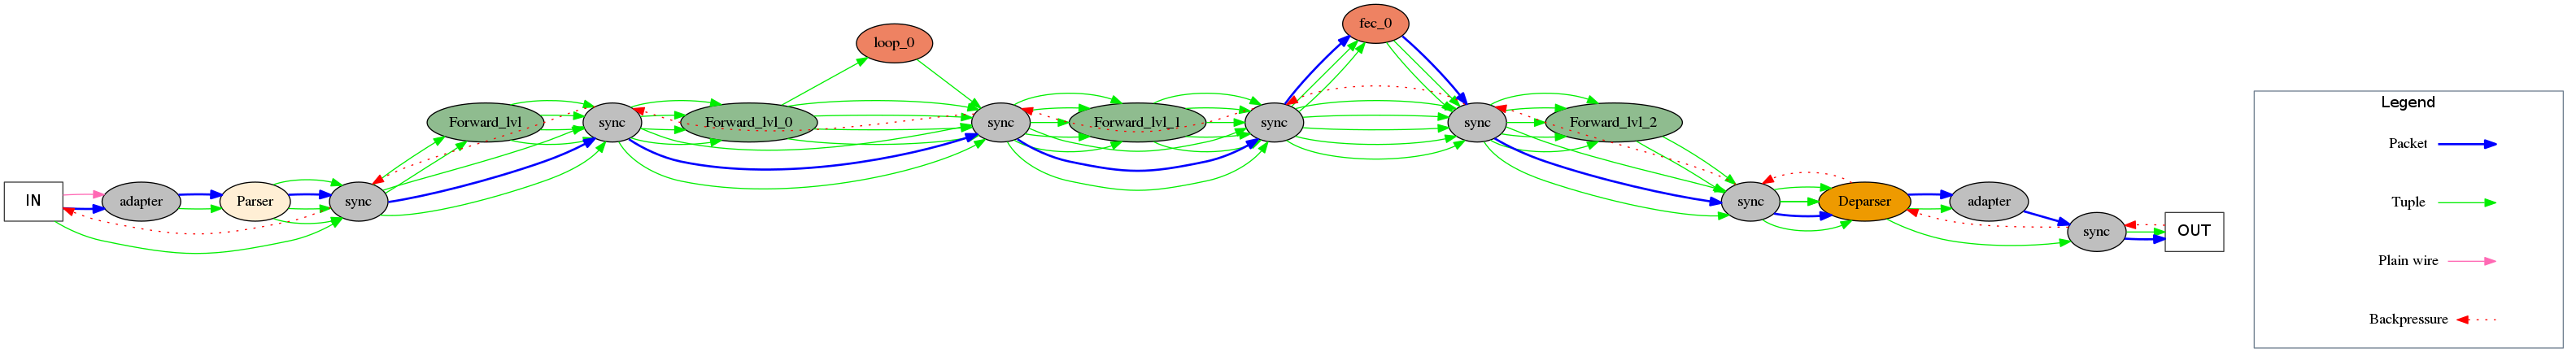 fec_0
loop_0
Forward_lvl
sync
Forward_lvl_0
sync
Forward_lvl_1
sync
sync
Forward_lvl_2
IN
adapter
Parser
sync
sync
Deparser
adapter
sync
OUT
Legend
Packet
Tuple
Plain wire
Backpressure